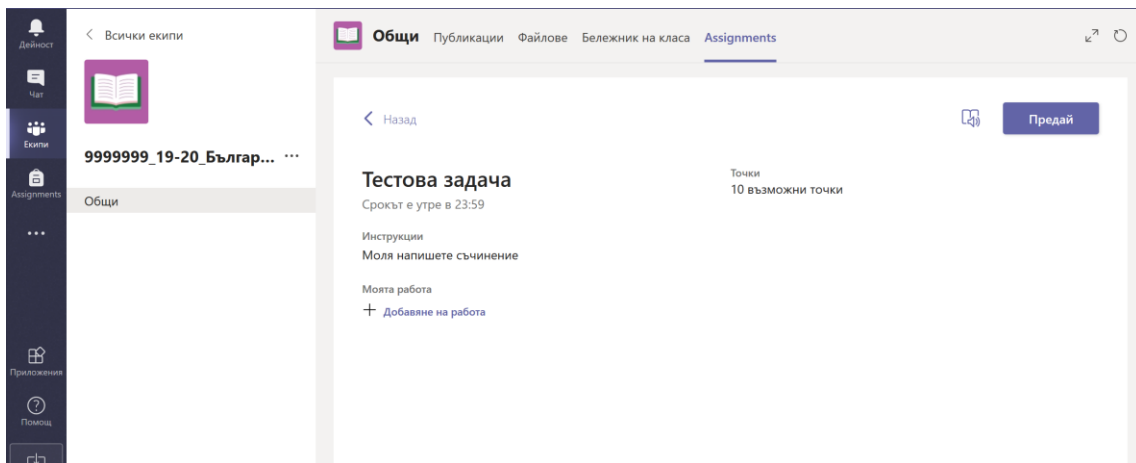 Дейност
Чат
Екипи
Assignments
Приложения
Помощ
Всички екипи
9999999_19-20_Българ... ...
Общи
Общи Публикации Файлове Бележник на класа Assignments
Назад
Предай
Тестова задача
Срокът е утре в 23:59
Точки
10 възможни точки
Инструкции
Моля напишете съчинение
Моята работа
+ Добавяне на работа